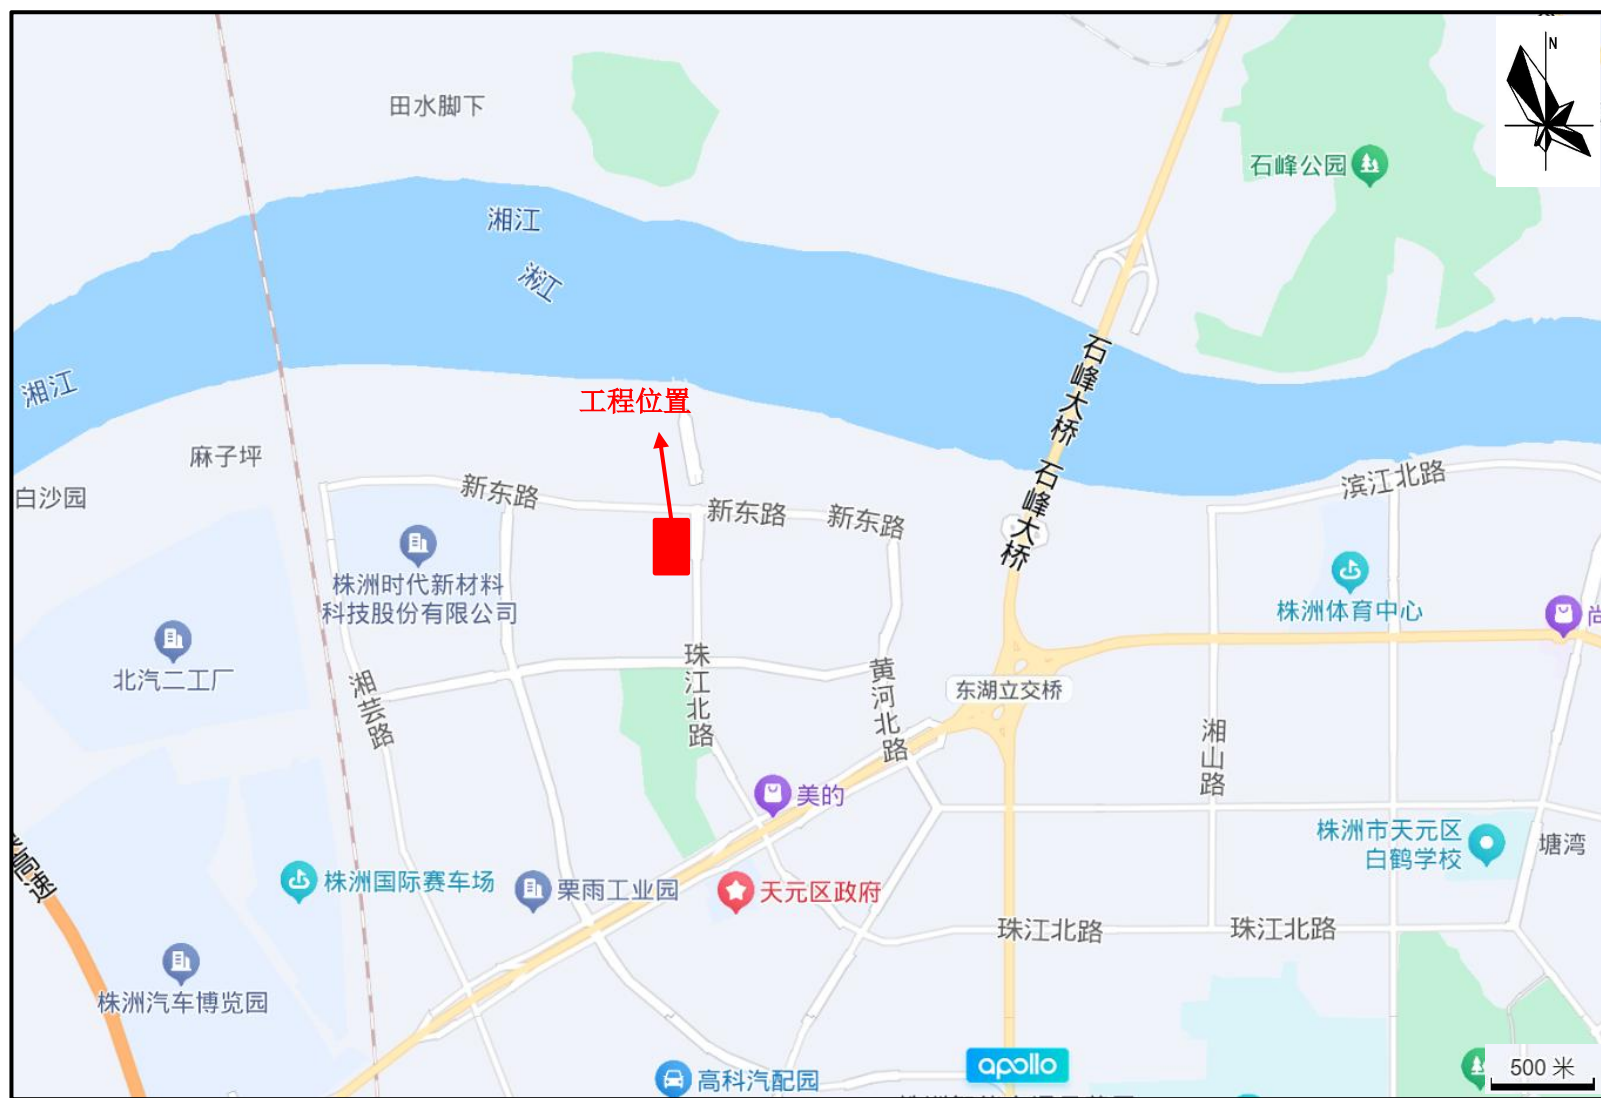 N
田水脚下
石峰公园
湘江
湘江
湘江
石峰大桥
工程位置
麻子坪
白沙园
新东路
新东路
新东路
石峰大桥
滨江北路
株洲时代新材料
科技股份有限公司
株洲体育中心
尚
北汽二工厂
湘芸路
珠江北路
黄河北路
东湖立交桥
湘山路
美的
株洲市天元区
白鹤学校
塘湾
高速
株洲国际赛车场
栗雨工业园
天元区政府
珠江北路
珠江北路
株洲汽车博览园
高科汽配园
apollo
500 米